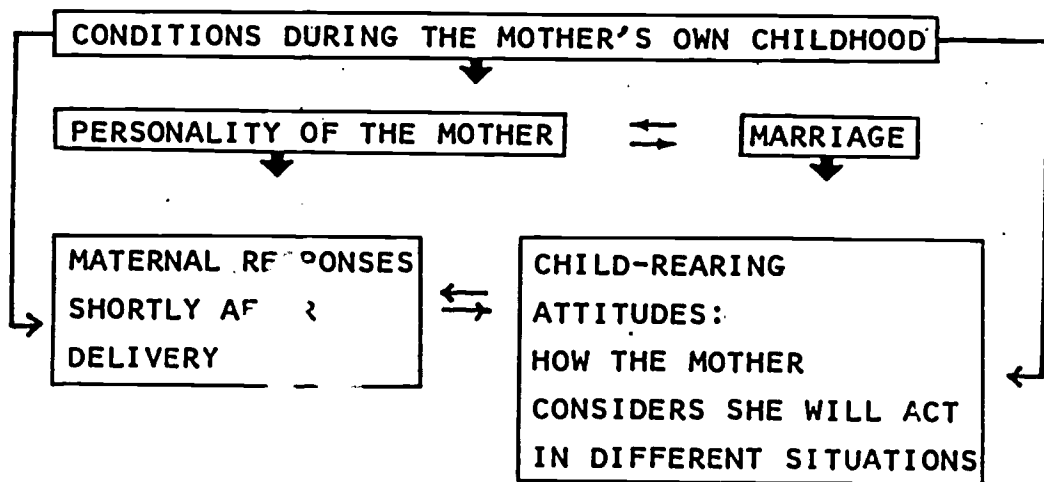 CONDITIONS DURING THE MOTHER'S OWN CHILDHOOD
PERSONALITY OF THE MOTHER
MARRIAGE
MATERNAL
SHORTLY
DELIVERY
CHILD-REARING
ATTITUDES:
HOW THE MOTHER
CONSIDERS SHE WILL ACT
IN DIFFERENT SITUATIONS